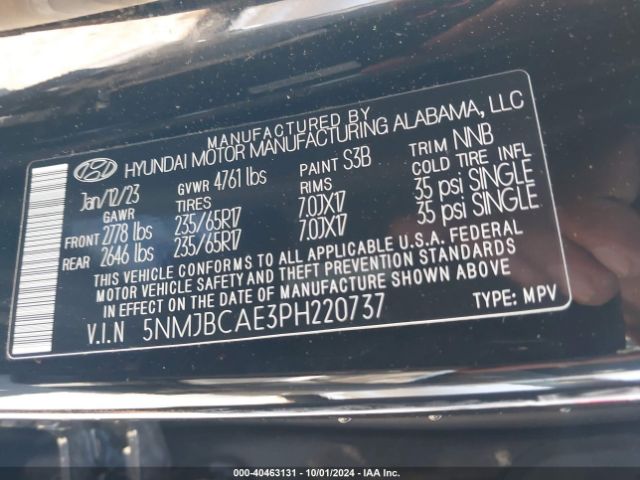 MANUFACTURED BY
HYUNDAI MOTOR MANUFACTURING ALABAMA, LLC
Jan/12/23 GVWR 4761 lbs PAINT S3B TRIM NNB
GAWR TIRES RIMS COLD TIRE INFL
FRONT 2778 lbs 235/65R17 7.0JX17 35 psi SINGLE
REAR 2646 lbs 235/65R17 7.0JX17 35 psi SINGLE
THIS VEHICLE CONFORMS TO ALL APPLICABLE U.S.A. FEDERAL
MOTOR VEHICLE SAFETY AND THEFT PREVENTION STANDARDS
IN EFFECT ON THE DATE OF MANUFACTURE SHOWN ABOVE
V.I.N 5NMJBCAE3PH220737 TYPE: MPV
000-40463131 - 10/01/2024 - IAA Inc.